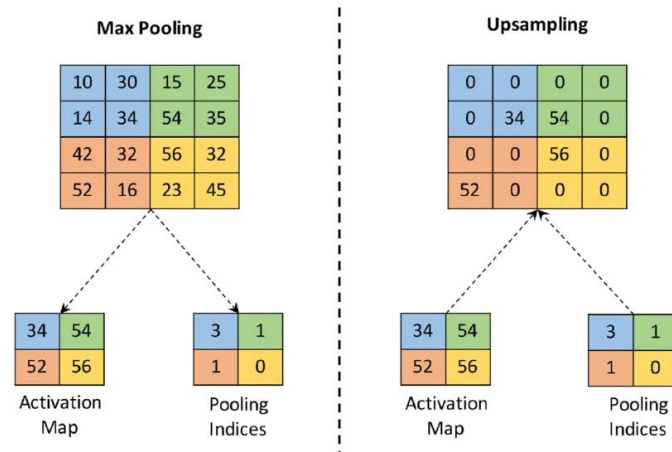 Max Pooling
10 30 15 25
14 34 54 35
42 32 56 32
52 16 23 45
34 54
52 56
Activation
Map
3 1
1 0
Pooling
Indices
Upsampling
0 0 0 0
0 34 54 0
0 0 56 0
52 0 0 0
34 54
52 56
Activation
Map
3 1
1 0
Pooling
Indices